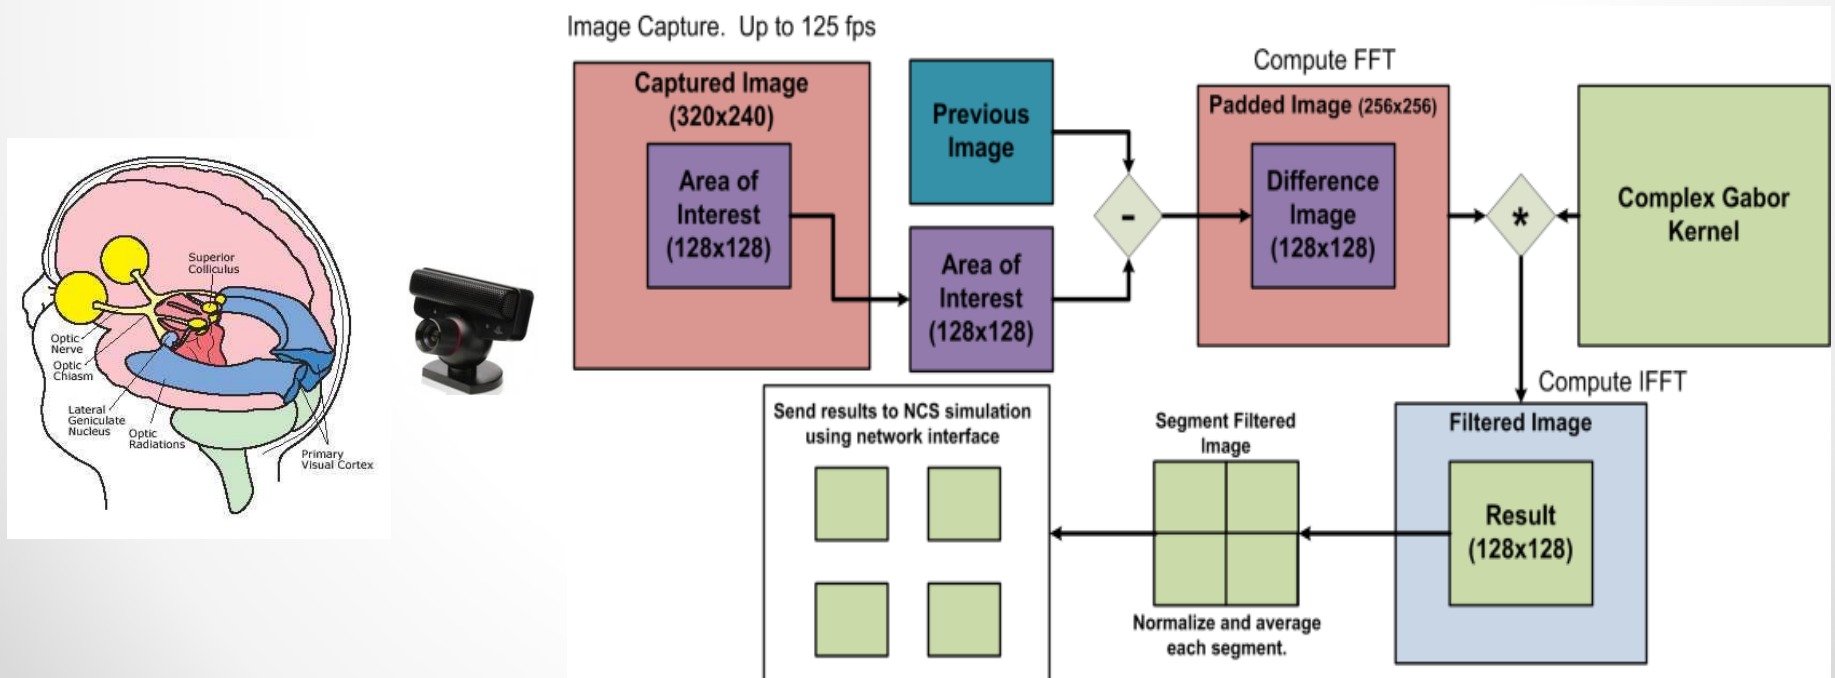 Image Capture.  Up to 125 fps
Captured Image
(320x240)
Area of
Interest
(128x128)
Previous
Image
Area of
Interest
(128x128)
-
Compute FFT
Padded Image (256x256)
Difference
Image
(128x128)
*
Complex Gabor
Kernel
Compute IFFT
Filtered Image
Result
(128x128)
Segment Filtered
Image
Normalize and average
each segment.
Send results to NCS simulation
using network interface
Superior
Colliculus
Optic
Nerve
Optic
Chiasm
Lateral
Geniculate
Nucleus
Optic
Radiations
Primary
Visual Cortex